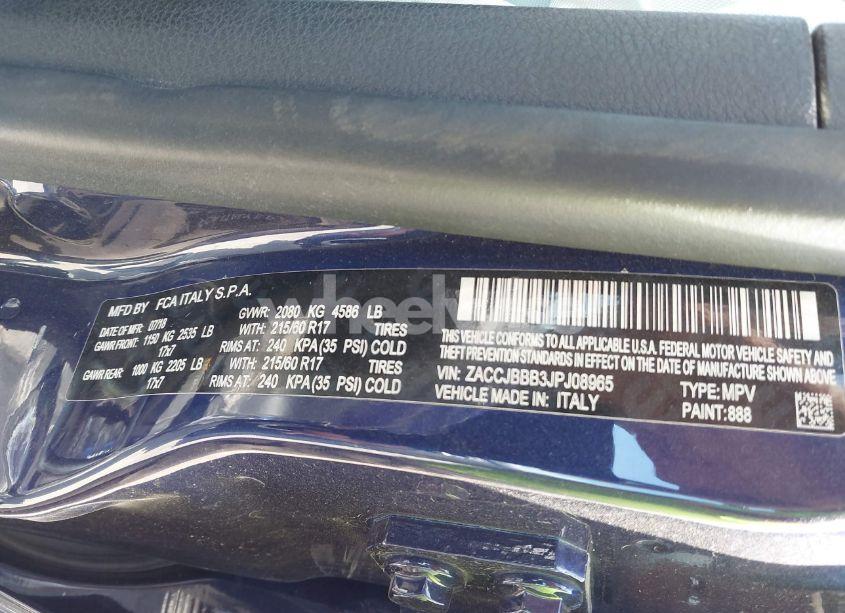 MFD BY FCA ITALY S.P.A.
DATE OF MFR: 07/18 GVWR: 2080 KG 4586 LB
GAWR FRONT: 1150 KG 2535 LB WITH: 215/60 R17 TIRES
17x7 RIMS AT: 240 KPA(35 PSI) COLD
GAWR REAR: 1000 KG 2205 LB WITH: 215/60 R17 TIRES
17x7 RIMS AT: 240 KPA(35 PSI) COLD
THIS VEHICLE CONFORMS TO ALL APPLICABLE U.S.A. FEDERAL MOTOR VEHICLE SAFETY AND
THEFT PREVENTION STANDARDS IN EFFECT ON THE DATE OF MANUFACTURE SHOWN ABOVE
VIN: ZACCJBBB3JPJ08965 TYPE: MPV
VEHICLE MADE IN: ITALY PAINT:888